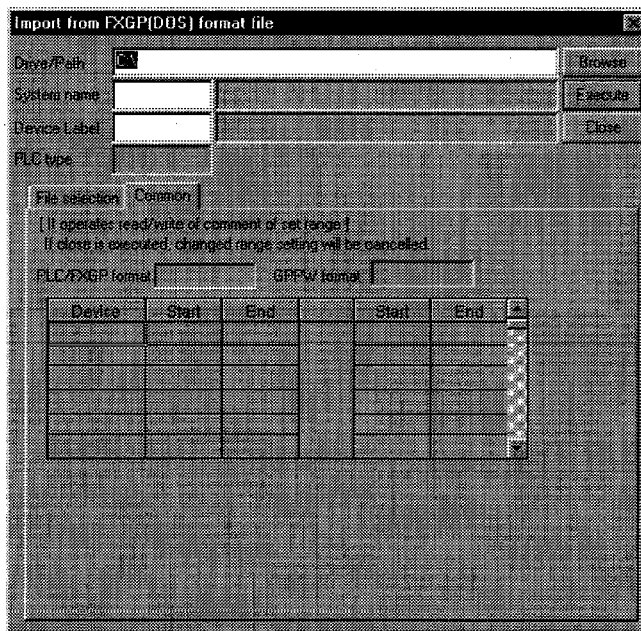 Import from FXGP(DOS) format file
Drive/Path C:\ Browse
System name Execute
Device Label Close
PLC type
File selection Common
[ It operates read/write of comment of set range ]
If close is executed, changed range setting will be cancelled.
PLC/FXGP format GPPW format
Device Start End Start End